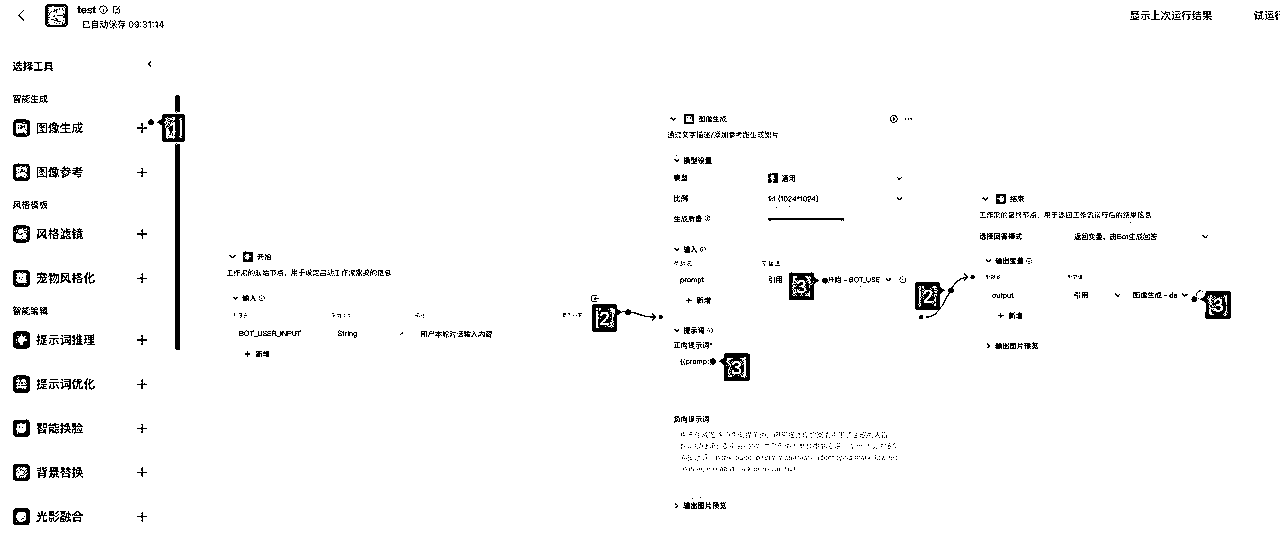 test
已自动保存 09:31:14
显示上次运行结果
试运行
选择工具
智能生成
图像生成
1
图像参考
风格模板
风格滤镜
宠物风格化
智能编辑
提示词推理
提示词优化
智能换脸
背景替换
光影融合
开始
工作流的起始节点，用于设定启动工作流需要的信息
输入
BOT_USER_INPUT
String
用户本轮对话输入内容
新增
2
图像生成
通过文字描述/添加参考图生成图片
模型设置
模型
通用
比例
1:1 (1024*1024)
生成质量
输入
prompt
引用
3
开始 - BOT_USE
新增
提示词
正向提示词*
{{promp
3
负向提示词
输出图片预览
2
结束
工作流的最终节点，用于返回工作流运行后的结果信息
选择回答模式
返回变量，由Bot生成回答
输出变量
output
引用
图像生成 - da
3
新增
输出图片预览